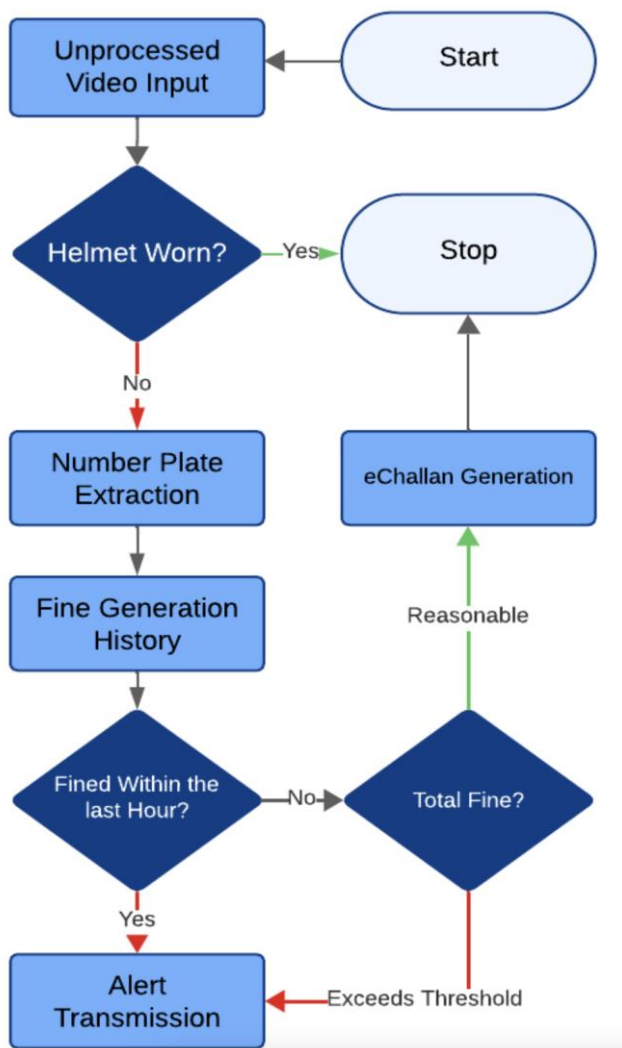 Start
Unprocessed
Video Input
Helmet Worn?
Yes
Stop
No
Number Plate
Extraction
eChallan Generation
Fine Generation
History
Reasonable
Fined Within the
last Hour?
No
Total Fine?
Yes
Alert
Transmission
Exceeds Threshold